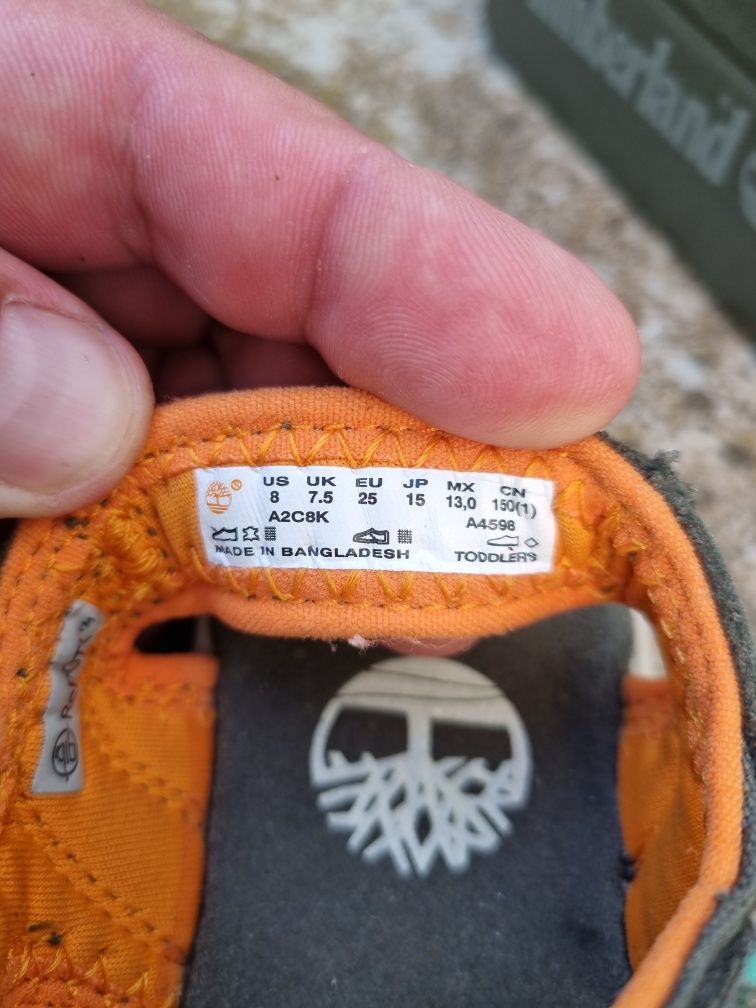 Timberland
US UK EU JP MX CN
8 7.5 25 15 13,0 150(1)
A2C8K A4598
MADE IN BANGLADESH TODDLERS